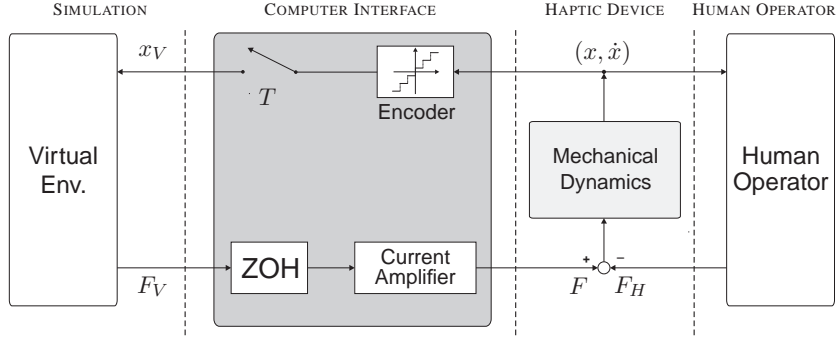 SIMULATION
COMPUTER INTERFACE
HAPTIC DEVICE
HUMAN OPERATOR
x_V
T
Encoder
(x, ẋ)
Virtual
Env.
Mechanical
Dynamics
Human
Operator
ZOH
Current
Amplifier
+
−
F_V
F
F_H